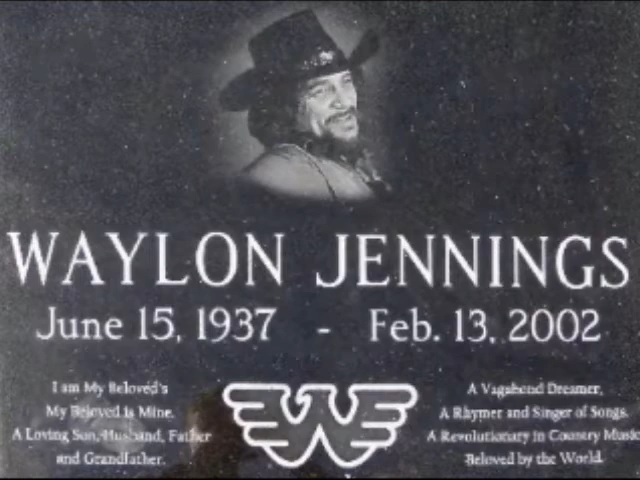 WAYLON JENNINGS
June 15, 1937 - Feb. 13, 2002
I am My Beloved's
My Beloved is Mine.
A Loving Son, Husband, Father
and Grandfather.
A Vagabond Dreamer,
A Rhymer and Singer of Songs.
A Revolutionary in Country Music
Beloved by the World.